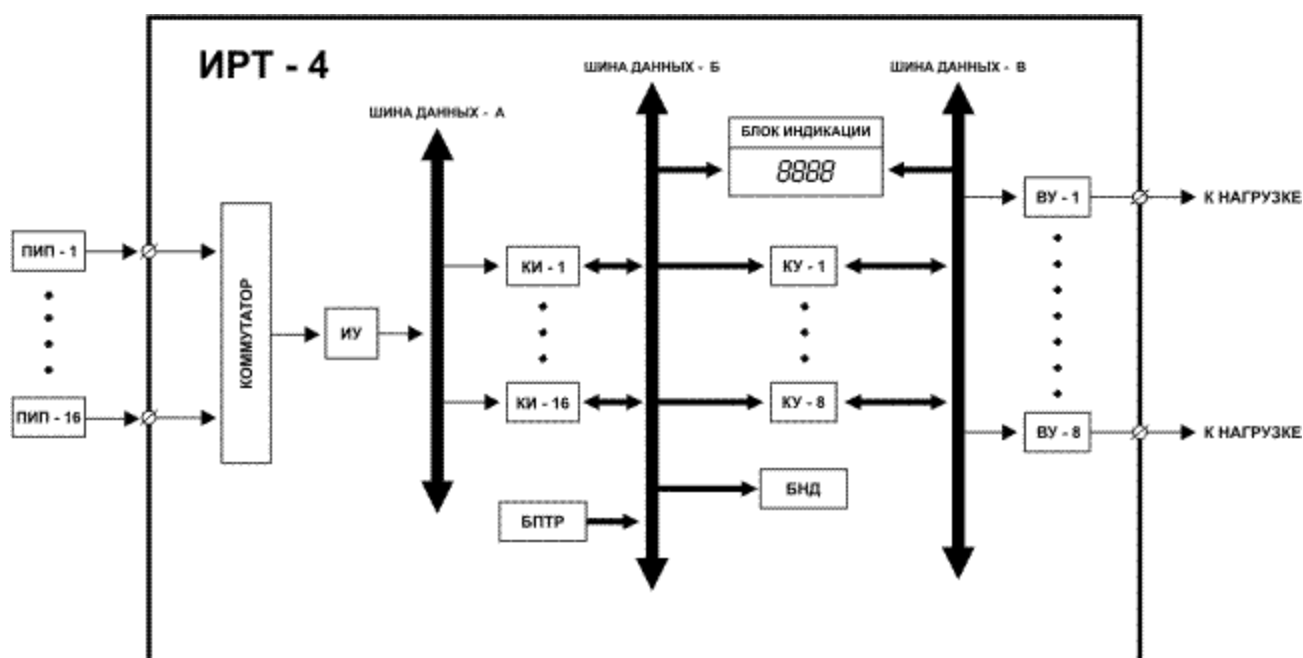 ИРТ - 4
ШИНА ДАННЫХ - А
ШИНА ДАННЫХ - Б
ШИНА ДАННЫХ - В
БЛОК ИНДИКАЦИИ
8888
ПИП - 1
ПИП - 16
КОММУТАТОР
ИУ
КИ - 1
КИ - 16
БПТР
КУ - 1
КУ - 8
БНД
ВУ - 1
ВУ - 8
К НАГРУЗКЕ
К НАГРУЗКЕ